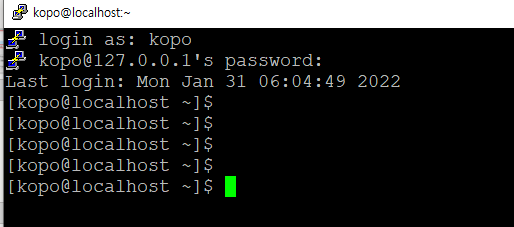 kopo@localhost:~
login as: kopo
kopo@127.0.0.1's password:
Last login: Mon Jan 31 06:04:49 2022
[kopo@localhost ~]$
[kopo@localhost ~]$
[kopo@localhost ~]$
[kopo@localhost ~]$
[kopo@localhost ~]$